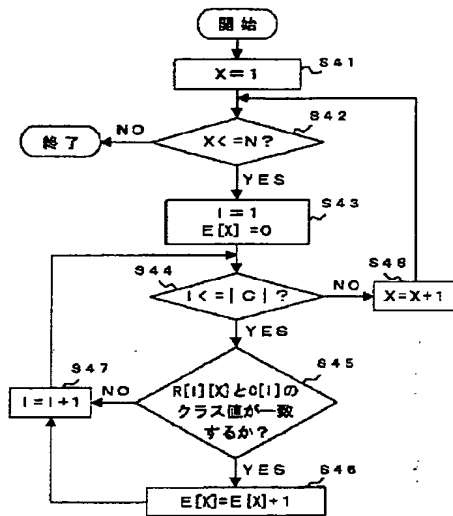 開始
S41
X=1
S42
X<=N?
NO
終了
YES
S43
I=1
E[X]=0
S44
I<=|C|?
NO
S48
X=X+1
YES
S45
R[I][X]とC[I]の
クラス値が一致
するか?
NO
S47
I=I+1
YES
S46
E[X]=E[X]+1